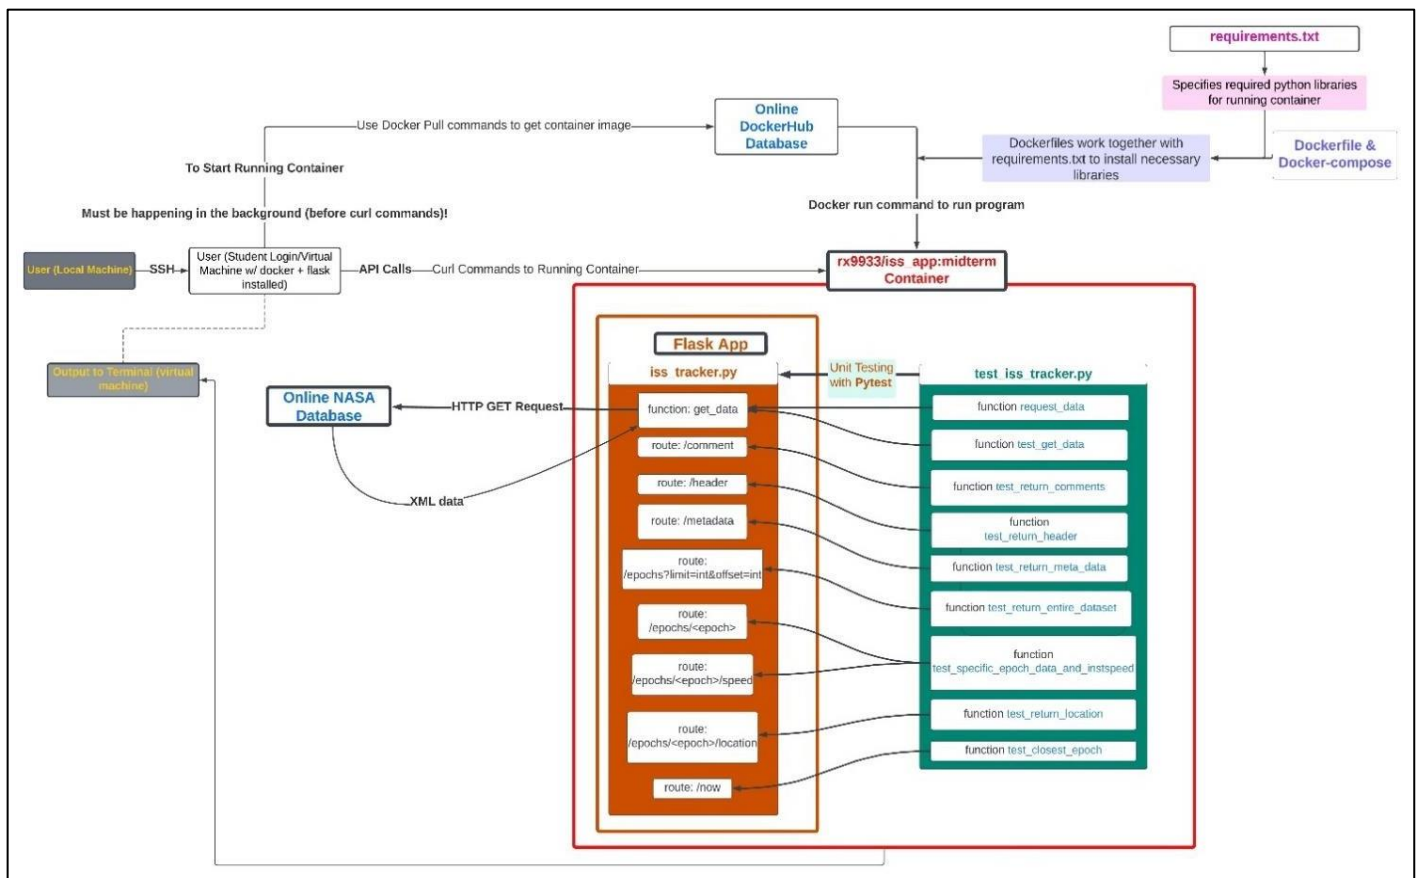 requirements.txt
Specifies required python libraries
for running container
Online
DockerHub
Database
Use Docker Pull commands to get container image
Dockerfiles work together with
requirements.txt to install necessary
libraries
Dockerfile &
Docker-compose
To Start Running Container
Must be happening in the background (before curl commands)!
Docker run command to run program
User (Local Machine)
SSH
User (Student Login/Virtual
Machine w/ docker + flask
installed)
API Calls
Curl Commands to Running Container
rx9933/iss_app:midterm
Container
Flask App
Output to Terminal (virtual
machine)
iss_tracker.py
Unit Testing
with Pytest
test_iss_tracker.py
Online NASA
Database
HTTP GET Request
XML data
function: get_data
route: /comment
route: /header
route: /metadata
route:
/epochs?limit=int&offset=int
route:
/epochs/<epoch>
route:
/epochs/<epoch>/speed
route:
/epochs/<epoch>/location
route: /now
function request_data
function test_get_data
function test_return_comments
function
test_return_header
function test_return_meta_data
function test_return_entire_dataset
function
test_specific_epoch_data_and_instspeed
function test_return_location
function test_closest_epoch